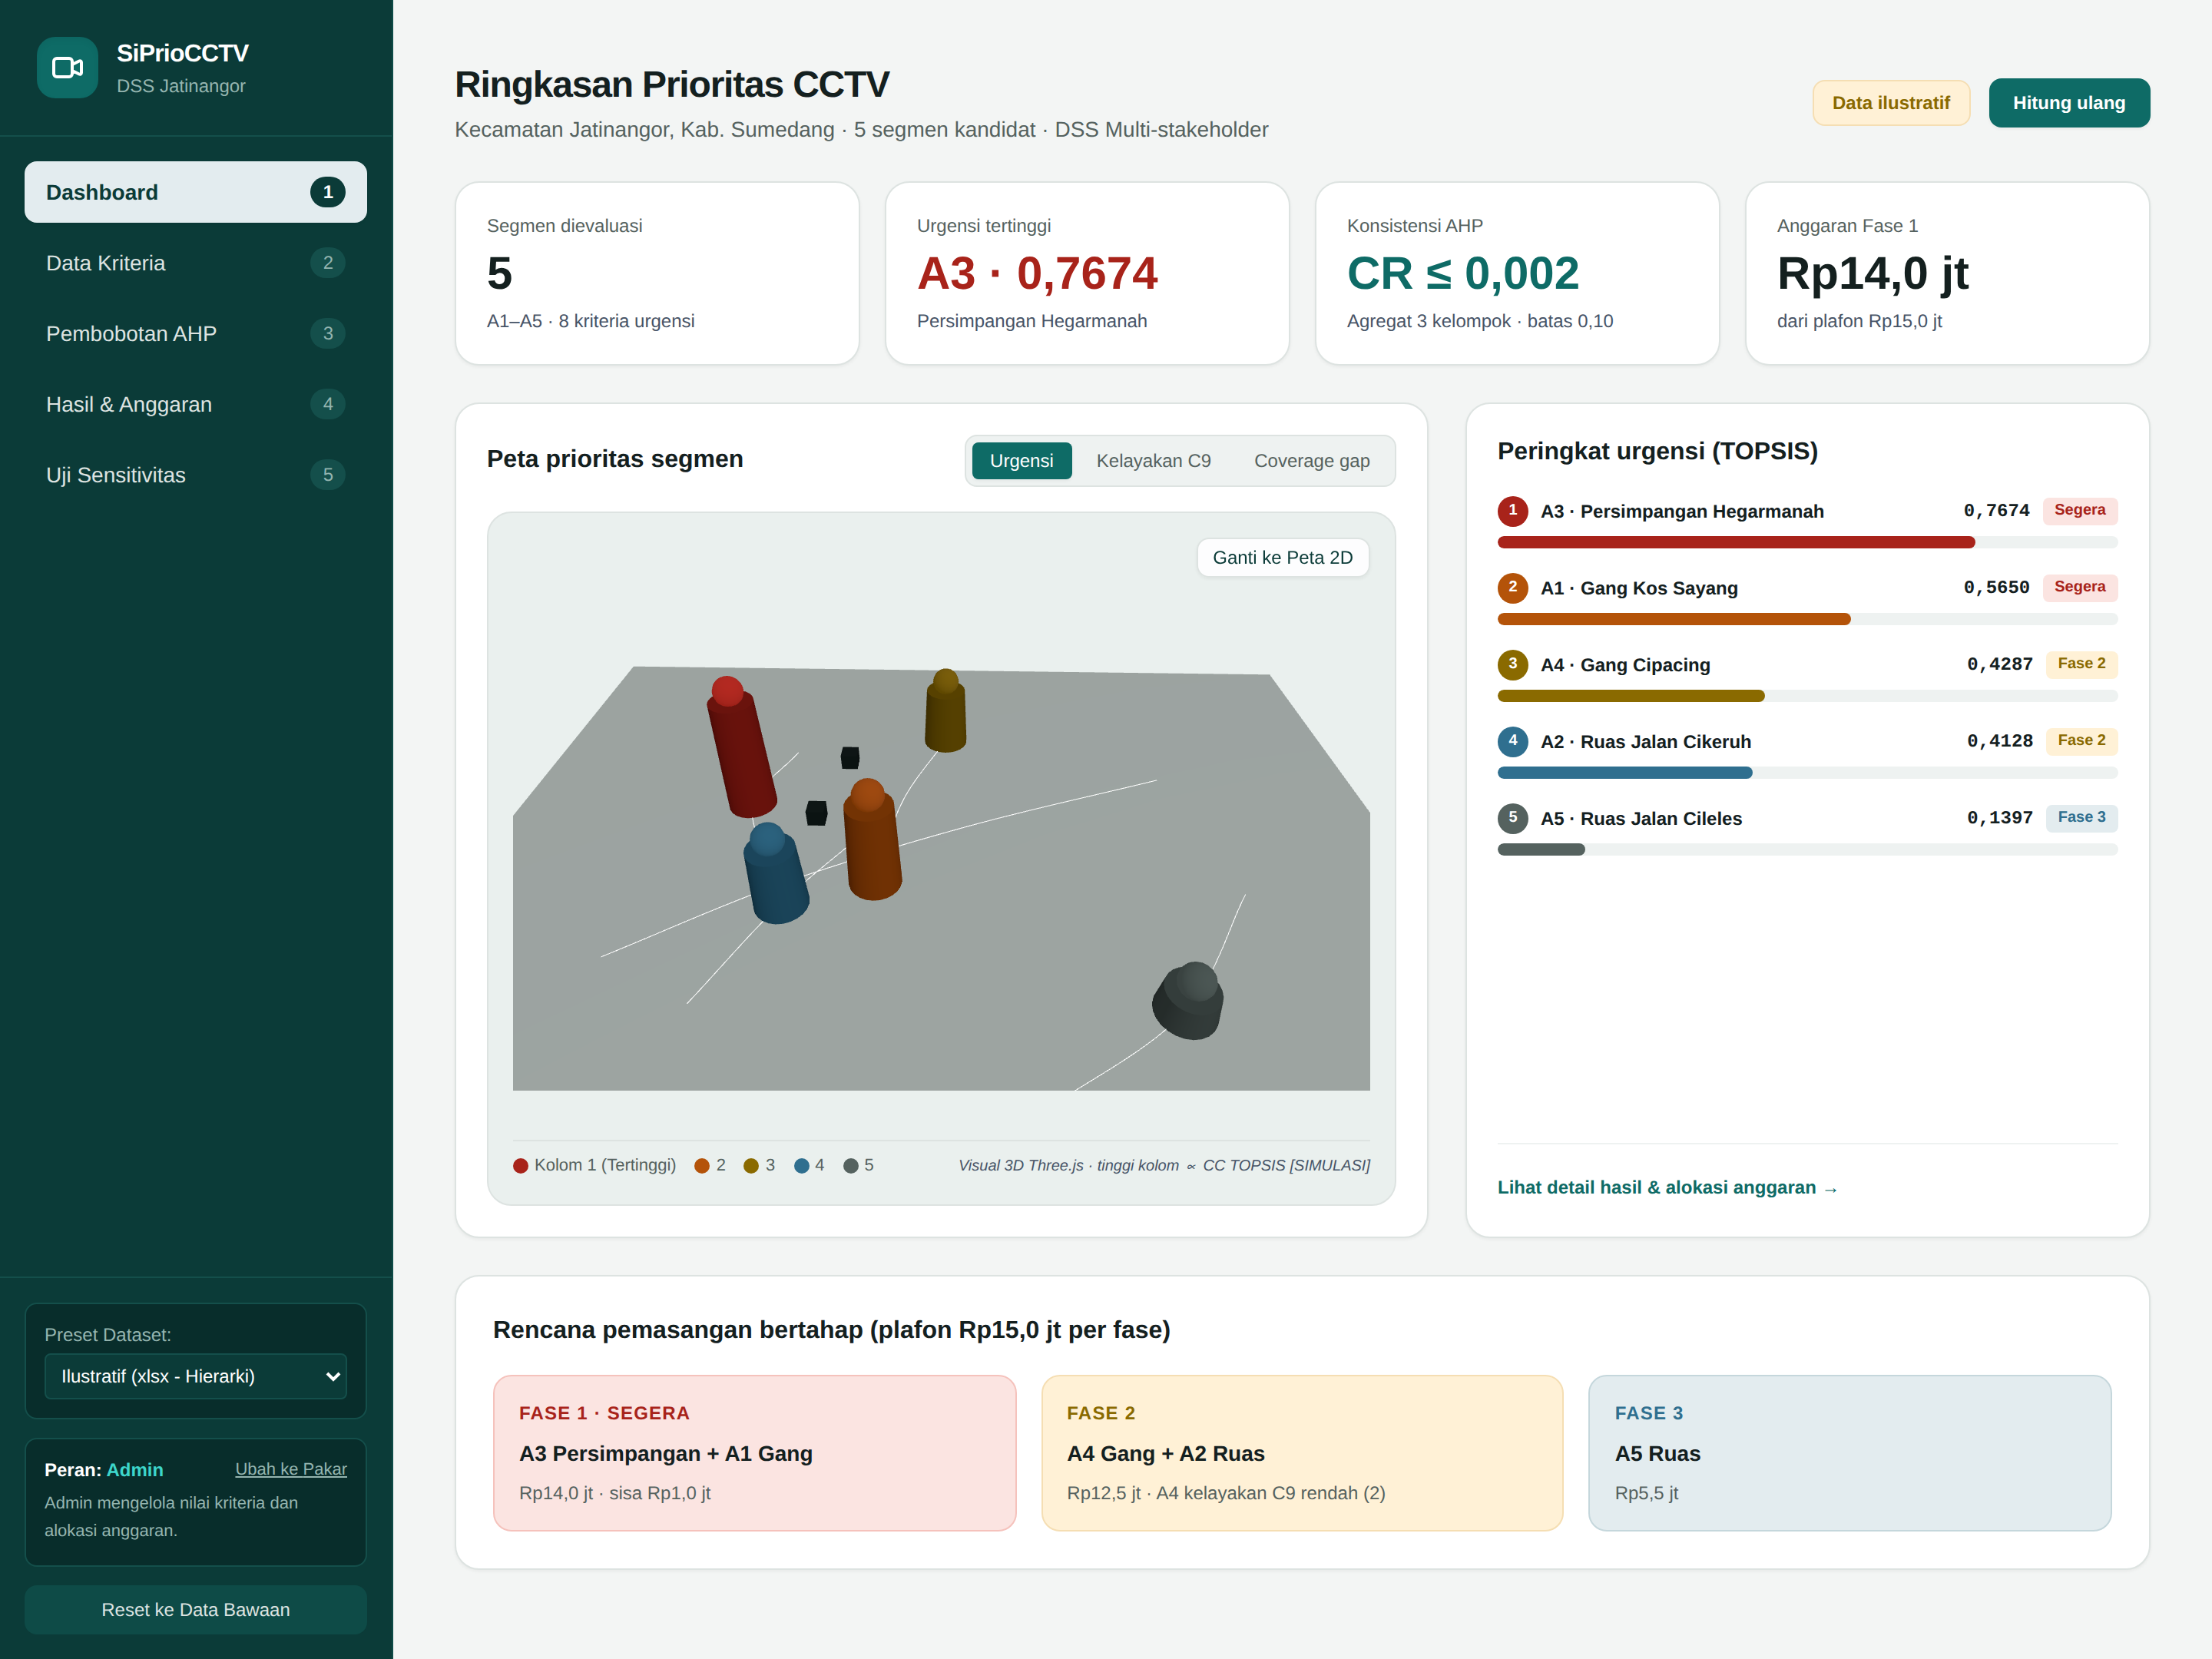 SiPrioCCTV
DSS Jatinangor
Dashboard 1
Data Kriteria 2
Pembobotan AHP 3
Hasil & Anggaran 4
Uji Sensitivitas 5
Preset Dataset:
Ilustratif (xlsx - Hierarki)
Peran: Admin Ubah ke Pakar
Admin mengelola nilai kriteria dan
alokasi anggaran.
Reset ke Data Bawaan
Ringkasan Prioritas CCTV
Kecamatan Jatinangor, Kab. Sumedang · 5 segmen kandidat · DSS Multi-stakeholder
Data ilustratif
Hitung ulang
Segmen dievaluasi
5
A1–A5 · 8 kriteria urgensi
Urgensi tertinggi
A3 · 0,7674
Persimpangan Hegarmanah
Konsistensi AHP
CR ≤ 0,002
Agregat 3 kelompok · batas 0,10
Anggaran Fase 1
Rp14,0 jt
dari plafon Rp15,0 jt
Peta prioritas segmen
Urgensi Kelayakan C9 Coverage gap
Ganti ke Peta 2D
Kolom 1 (Tertinggi) 2 3 4 5
Visual 3D Three.js · tinggi kolom ∝ CC TOPSIS [SIMULASI]
Peringkat urgensi (TOPSIS)
1 A3 · Persimpangan Hegarmanah 0,7674 Segera
2 A1 · Gang Kos Sayang 0,5650 Segera
3 A4 · Gang Cipacing 0,4287 Fase 2
4 A2 · Ruas Jalan Cikeruh 0,4128 Fase 2
5 A5 · Ruas Jalan Cileles 0,1397 Fase 3
Lihat detail hasil & alokasi anggaran →
Rencana pemasangan bertahap (plafon Rp15,0 jt per fase)
FASE 1 · SEGERA
A3 Persimpangan + A1 Gang
Rp14,0 jt · sisa Rp1,0 jt
FASE 2
A4 Gang + A2 Ruas
Rp12,5 jt · A4 kelayakan C9 rendah (2)
FASE 3
A5 Ruas
Rp5,5 jt